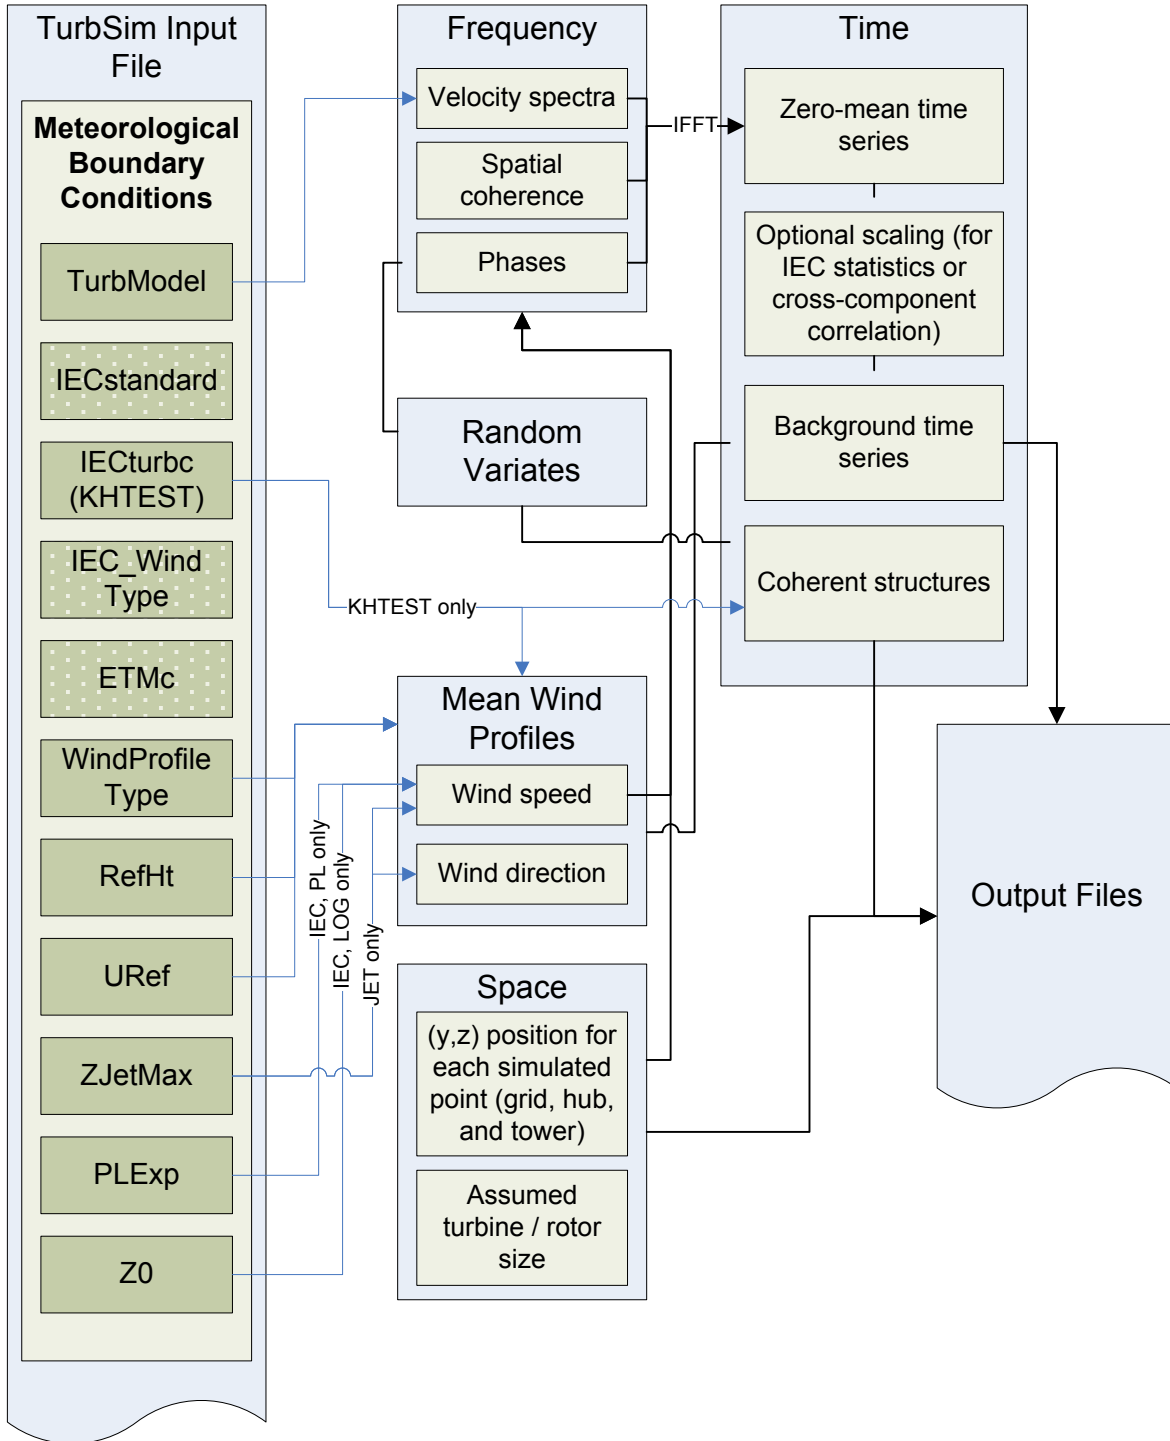 TurbSim Input
File
Meteorological
Boundary
Conditions
TurbModel
IECstandard
IECturbc
(KHTEST)
IEC_Wind
Type
ETMc
WindProfile
Type
RefHt
URef
ZJetMax
PLExp
Z0
Frequency
Velocity spectra
Spatial
coherence
Phases
IFFT
Random
Variates
KHTEST only
Mean Wind
Profiles
Wind speed
Wind direction
IEC, PL only
IEC, LOG only
JET only
Space
(y,z) position for
each simulated
point (grid, hub,
and tower)
Assumed
turbine / rotor
size
Time
Zero-mean time
series
Optional scaling (for
IEC statistics or
cross-component
correlation)
Background time
series
Coherent structures
Output Files